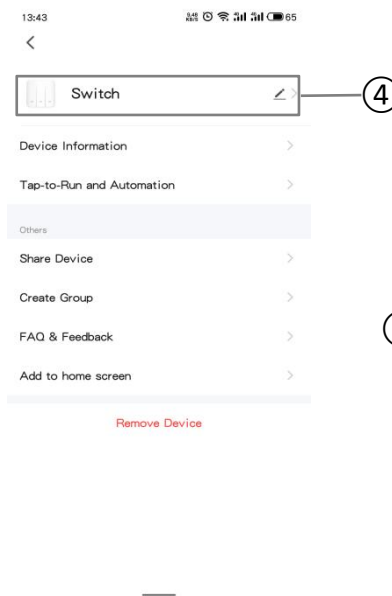 13:43
65
Switch
④
Device Information
Tap-to-Run and Automation
Others
Share Device
Create Group
FAQ & Feedback
Add to home screen
Remove Device